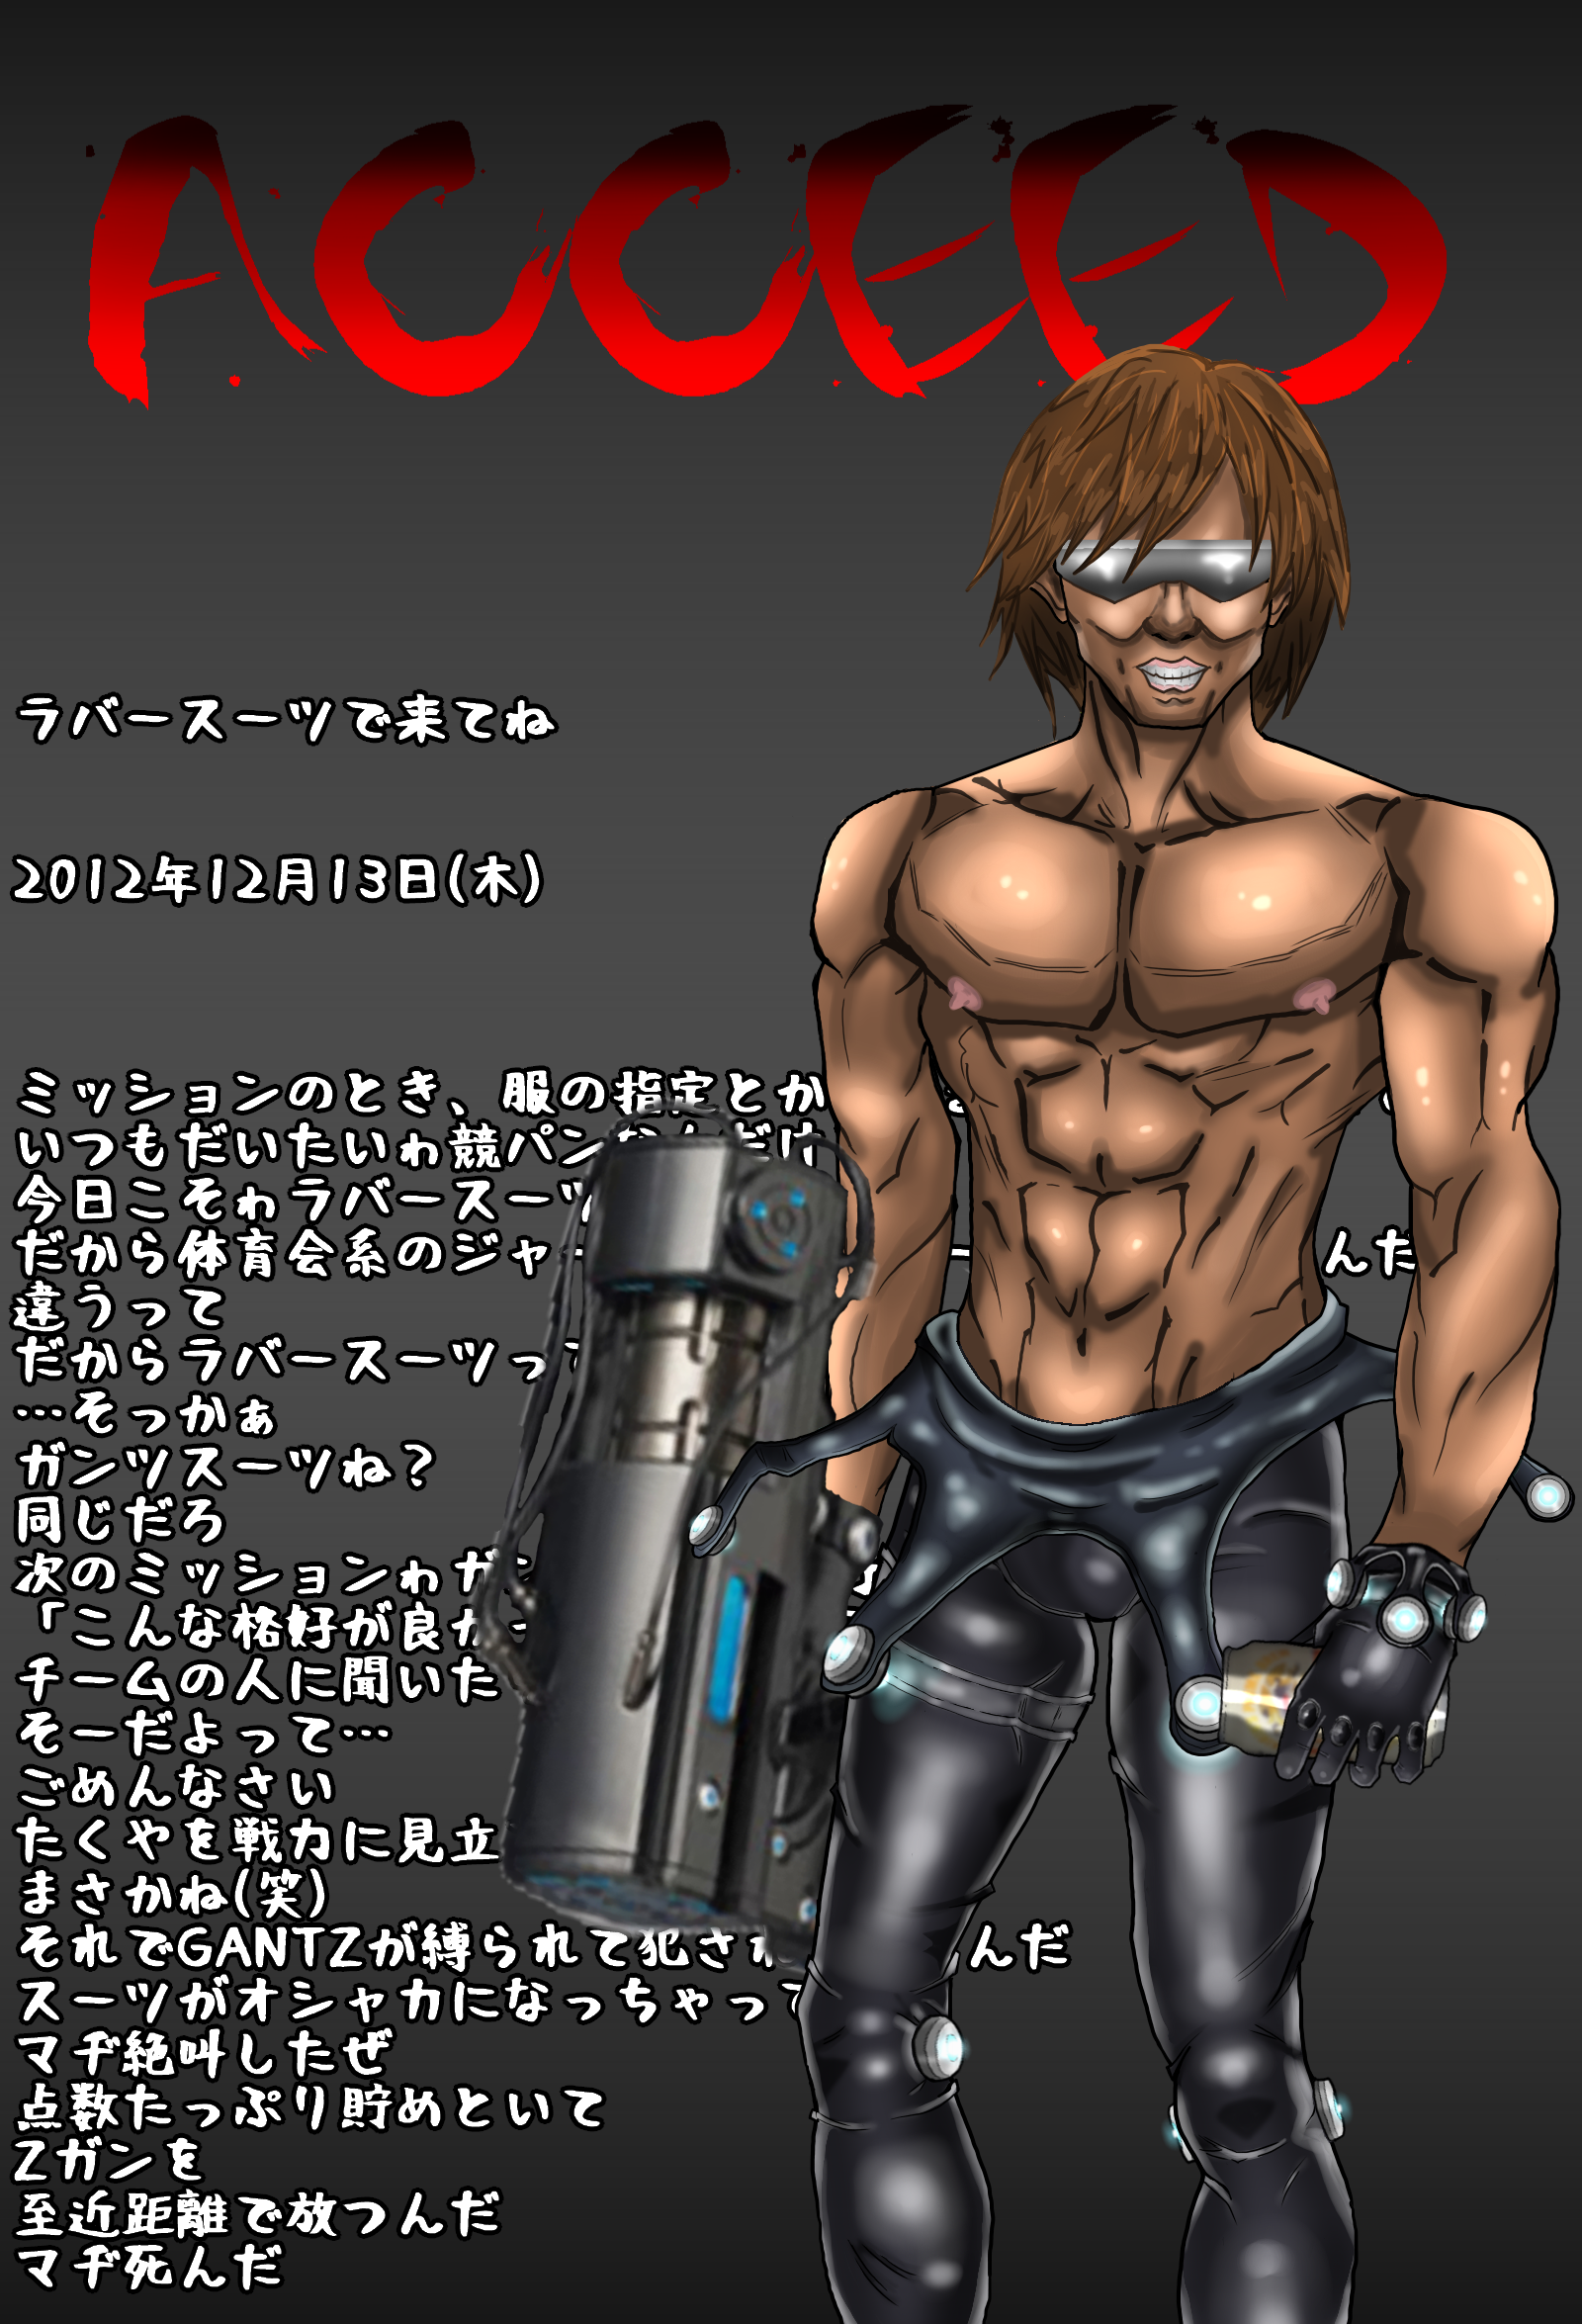 ACCEED
ラバースーツで来てね
2012年12月13日(木)
ミッションのとき、服の指定とか
いつもだいたいゎ競パンなんだけ
今日こそゎラバースーツ
だから体育会系のジャー んだ
違うって
だからラバースーツって
…そっかぁ
ガンツスーツね？
同じだろ
次のミッションゎガン
「こんな格好が良か
チームの人に聞いた
そーだょって…
ごめんなさい
たくやを戦力に見立
まさかね(笑)
それでGANTZが縛られて犯され んだ
スーツがオシャカになっちゃって
マヂ絶叫したぜ
点数たっぷり貯めといて
Zガンを
至近距離で放つんだ
マヂ死んだ